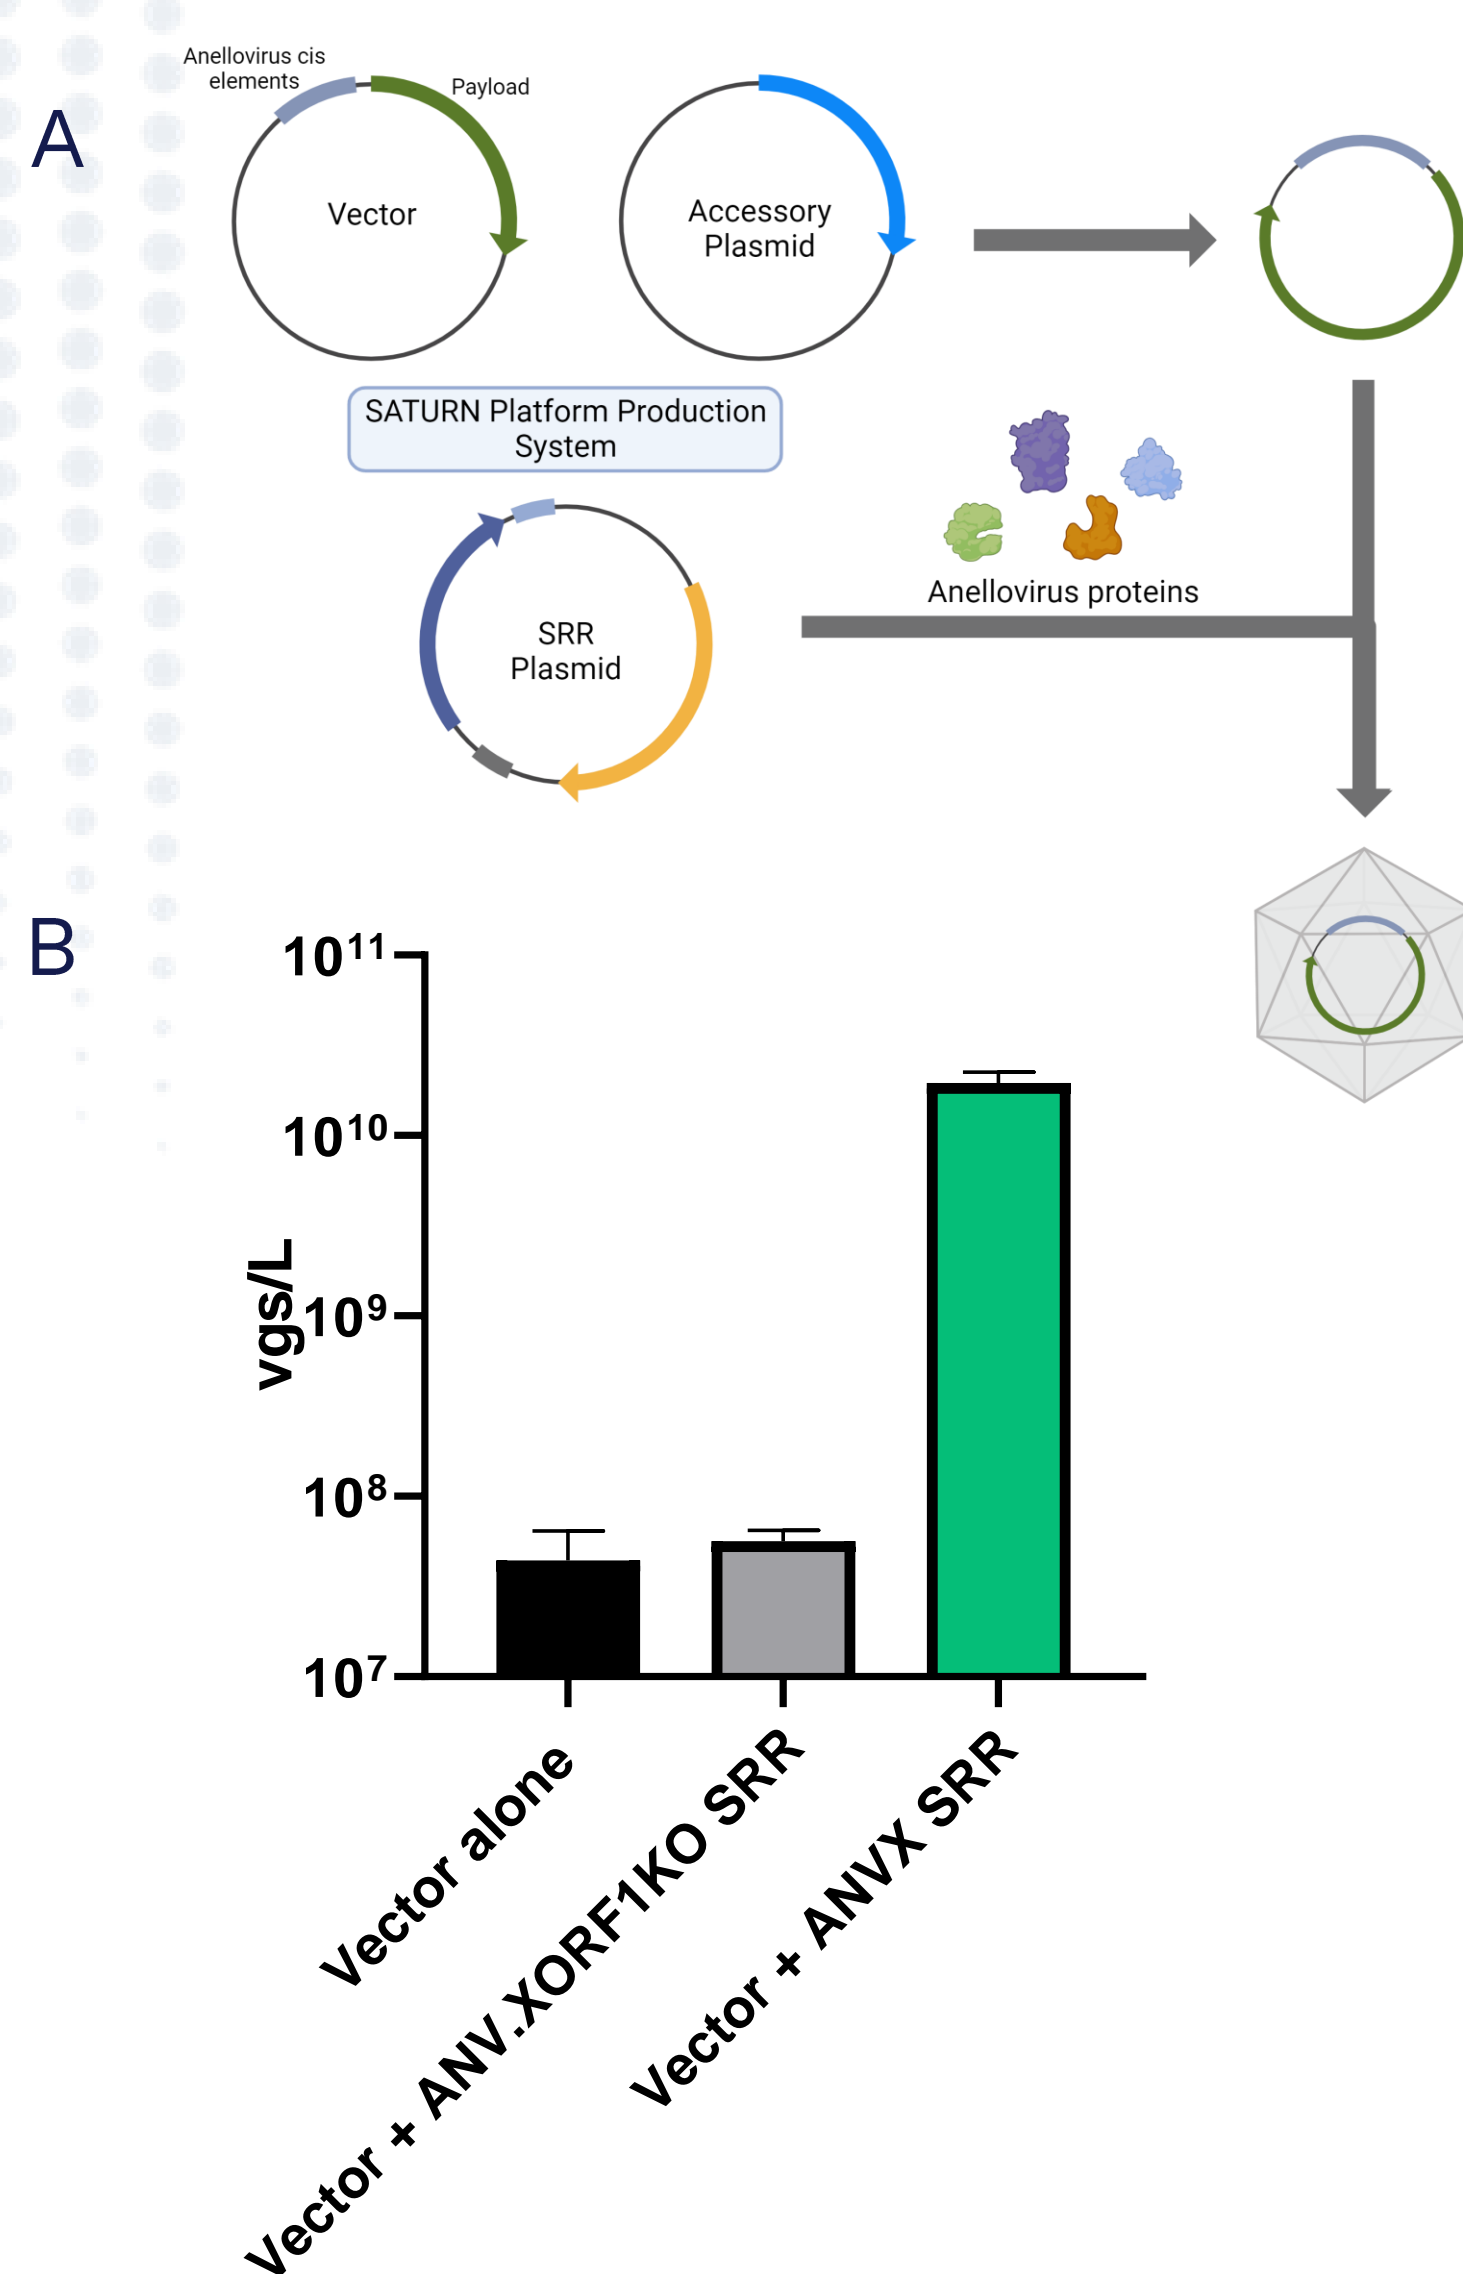 A
Anellovirus cis
elements
Payload
Vector
Accessory
Plasmid
SATURN Platform Production
System
SRR
Plasmid
Anellovirus proteins
B
vgs/L
10¹¹
10¹⁰
10⁹
10⁸
10⁷
Vector alone
Vector + ANV.XORF1KO SRR
Vector + ANVX SRR